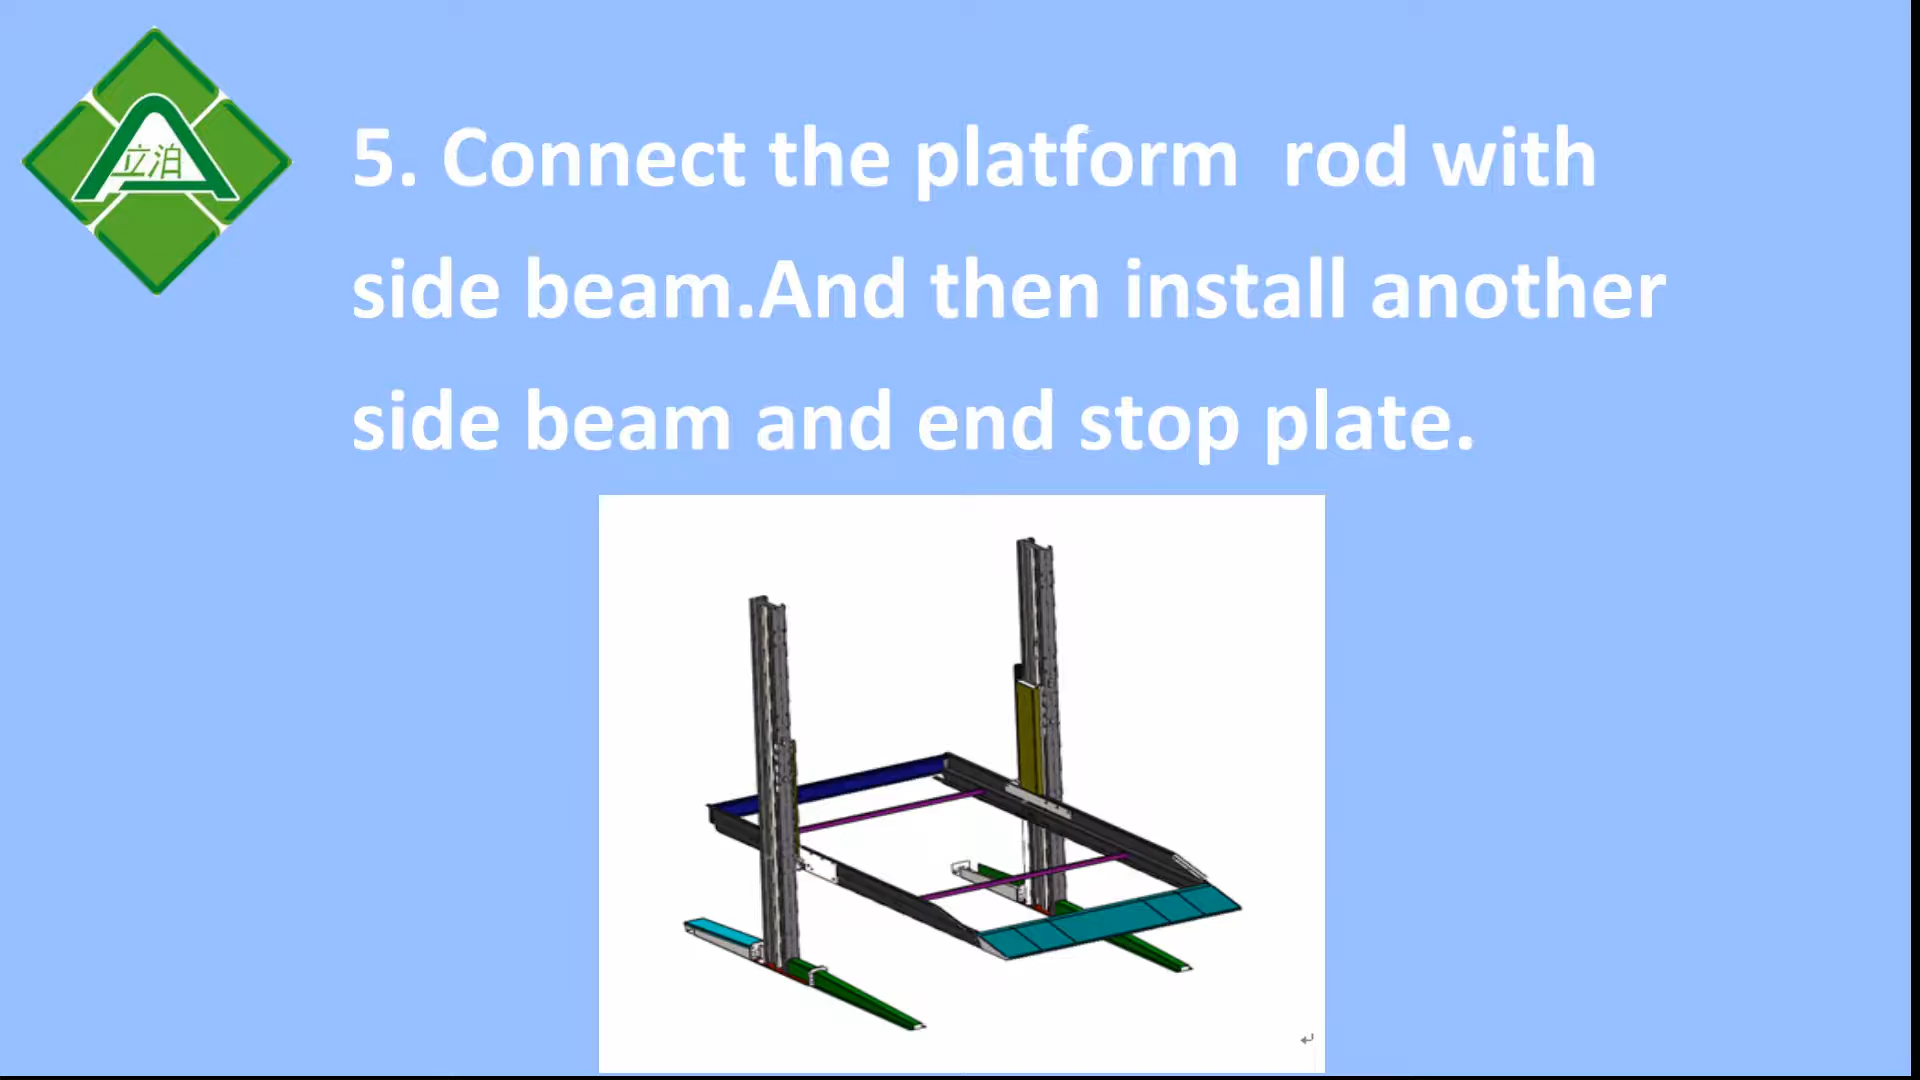 立泊
5. Connect the platform  rod with
side beam.And then install another
side beam and end stop plate.